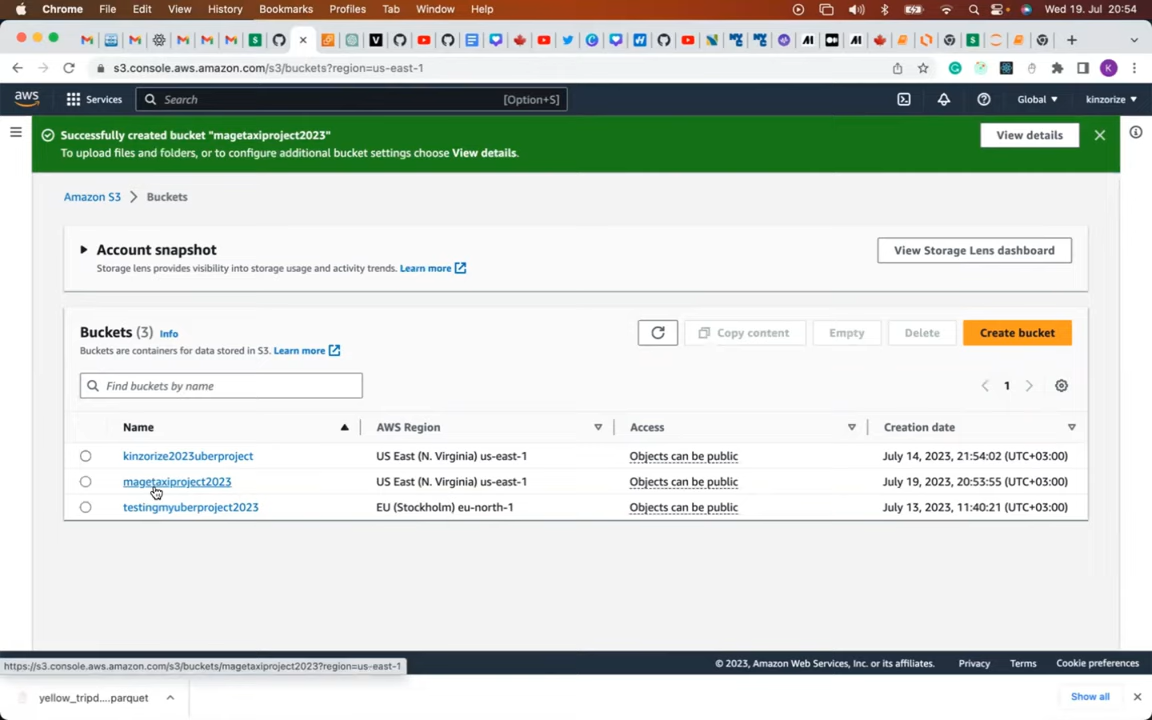 Chrome File Edit View History Bookmarks Profiles Tab Window Help Wed 19. Jul 20:54
s3.console.aws.amazon.com/s3/buckets?region=us-east-1 K
aws Services Search [Option+S] Global kinzorize
Successfully created bucket "magetaxiproject2023"
To upload files and folders, or to configure additional bucket settings choose View details.
View details
Amazon S3 Buckets
Account snapshot
Storage lens provides visibility into storage usage and activity trends. Learn more
View Storage Lens dashboard
Buckets (3) Info
Buckets are containers for data stored in S3. Learn more
Copy content Empty Delete Create bucket
Find buckets by name 1
Name AWS Region Access Creation date
kinzorize2023uberproject US East (N. Virginia) us-east-1 Objects can be public July 14, 2023, 21:54:02 (UTC+03:00)
magetaxiproject2023 US East (N. Virginia) us-east-1 Objects can be public July 19, 2023, 20:53:55 (UTC+03:00)
testingmyuberproject2023 EU (Stockholm) eu-north-1 Objects can be public July 13, 2023, 11:40:21 (UTC+03:00)
https://s3.console.aws.amazon.com/s3/buckets/magetaxiproject2023?region=us-east-1
© 2023, Amazon Web Services, Inc. or its affiliates. Privacy Terms Cookie preferences
yellow_tripd....parquet Show all